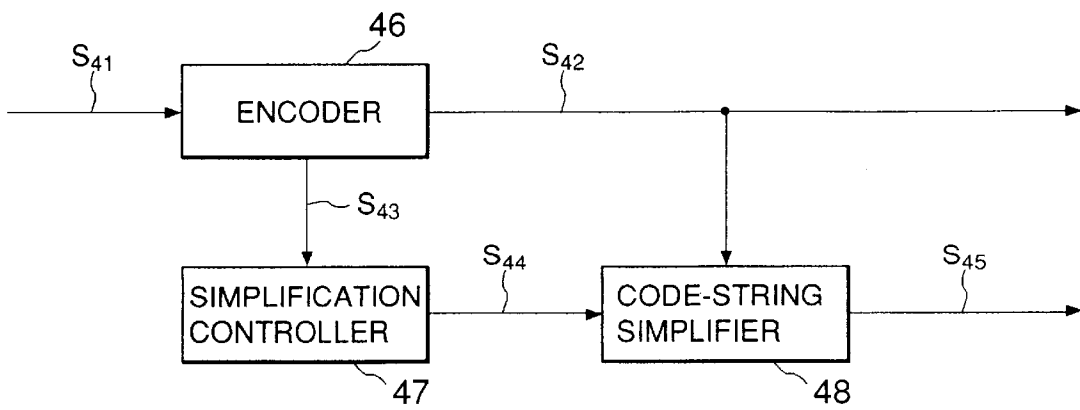 46
S41
S42
ENCODER
S43
S44
S45
SIMPLIFICATION
CONTROLLER
CODE-STRING
SIMPLIFIER
47
48